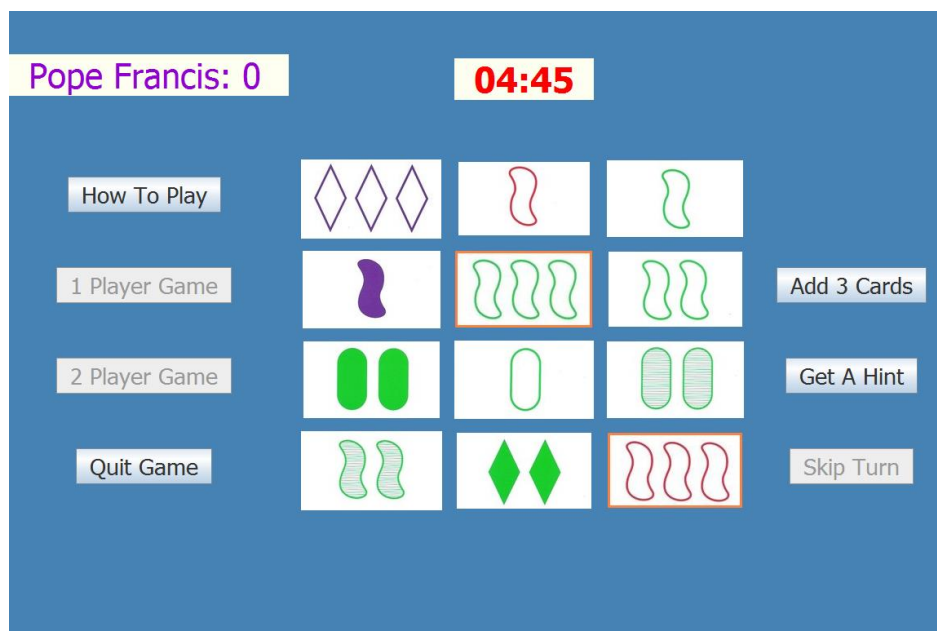 Pope Francis: 0
04:45
How To Play
1 Player Game
Add 3 Cards
2 Player Game
Get A Hint
Quit Game
Skip Turn